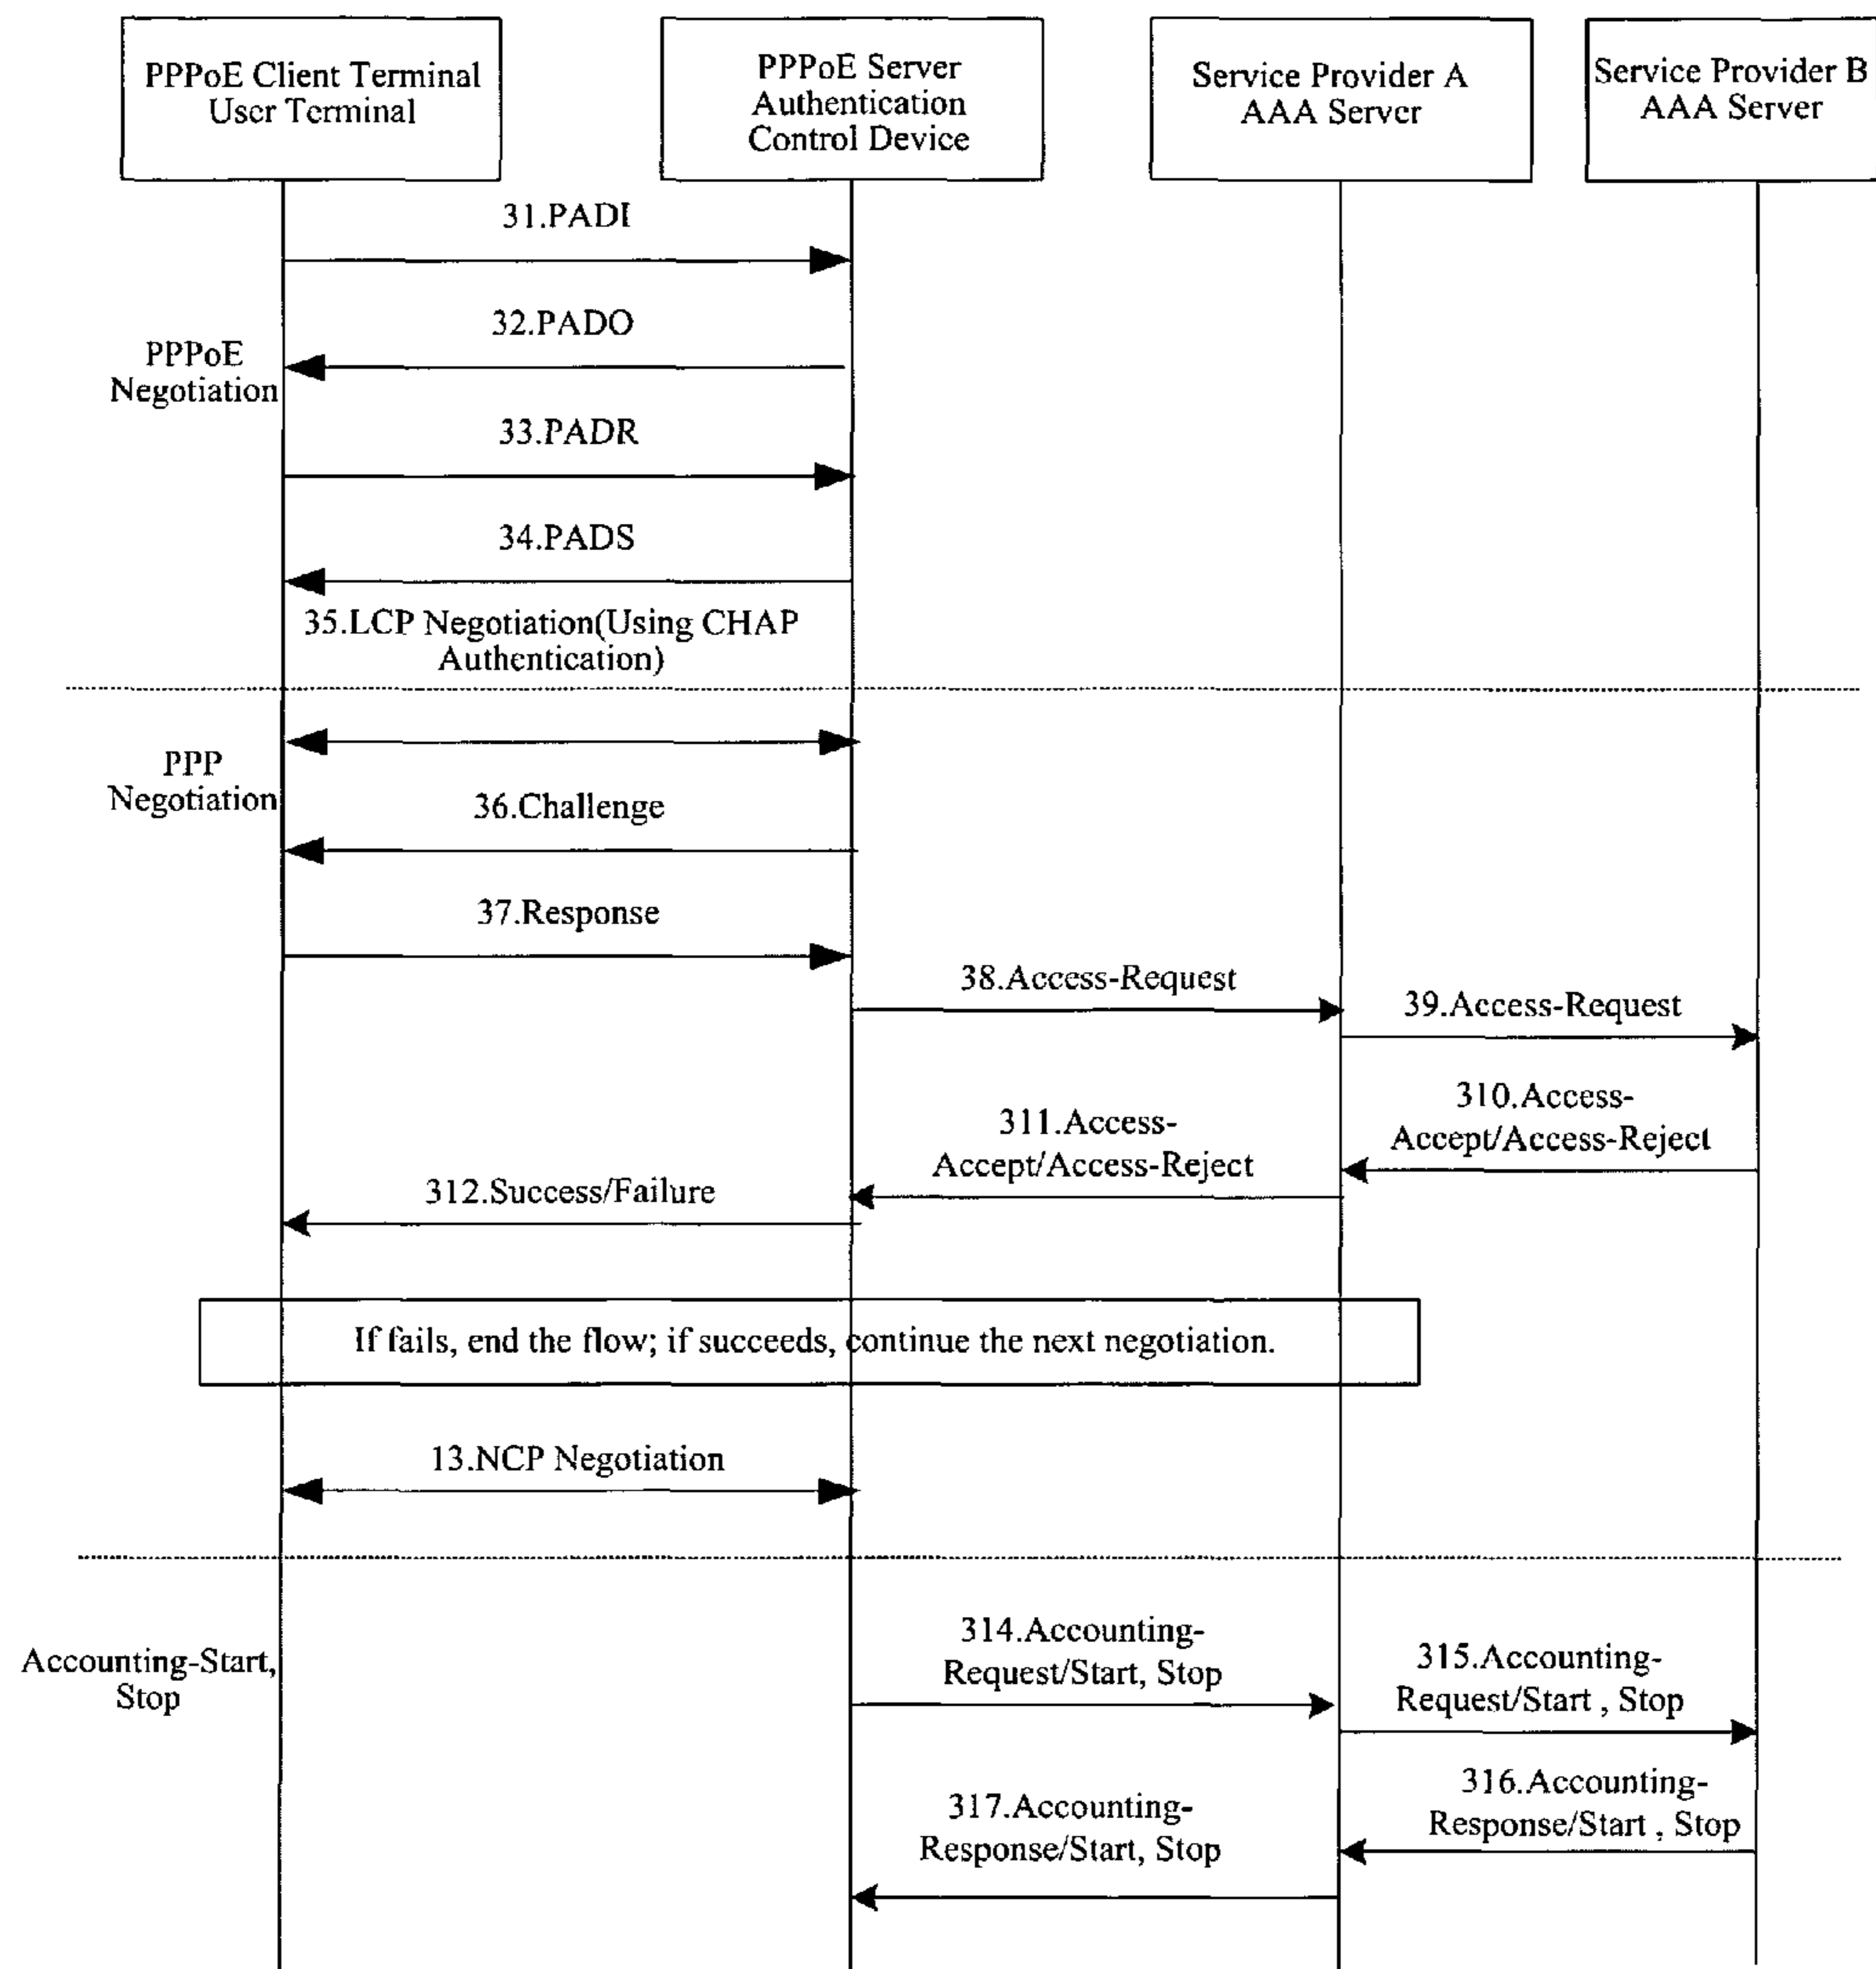 PPPoE Client Terminal
User Terminal
PPPoE Server
Authentication
Control Device
Service Provider A
AAA Server
Service Provider B
AAA Server
31.PADI
32.PADO
PPPoE
Negotiation
33.PADR
34.PADS
35.LCP Negotiation(Using CHAP
Authentication)
PPP
Negotiation
36.Challenge
37.Response
38.Access-Request
39.Access-Request
310.Access-
Accept/Access-Reject
311.Access-
Accept/Access-Reject
312.Success/Failure
If fails, end the flow; if succeeds, continue the next negotiation.
13.NCP Negotiation
Accounting-Start,
Stop
314.Accounting-
Request/Start, Stop
315.Accounting-
Request/Start , Stop
316.Accounting-
Response/Start , Stop
317.Accounting-
Response/Start, Stop